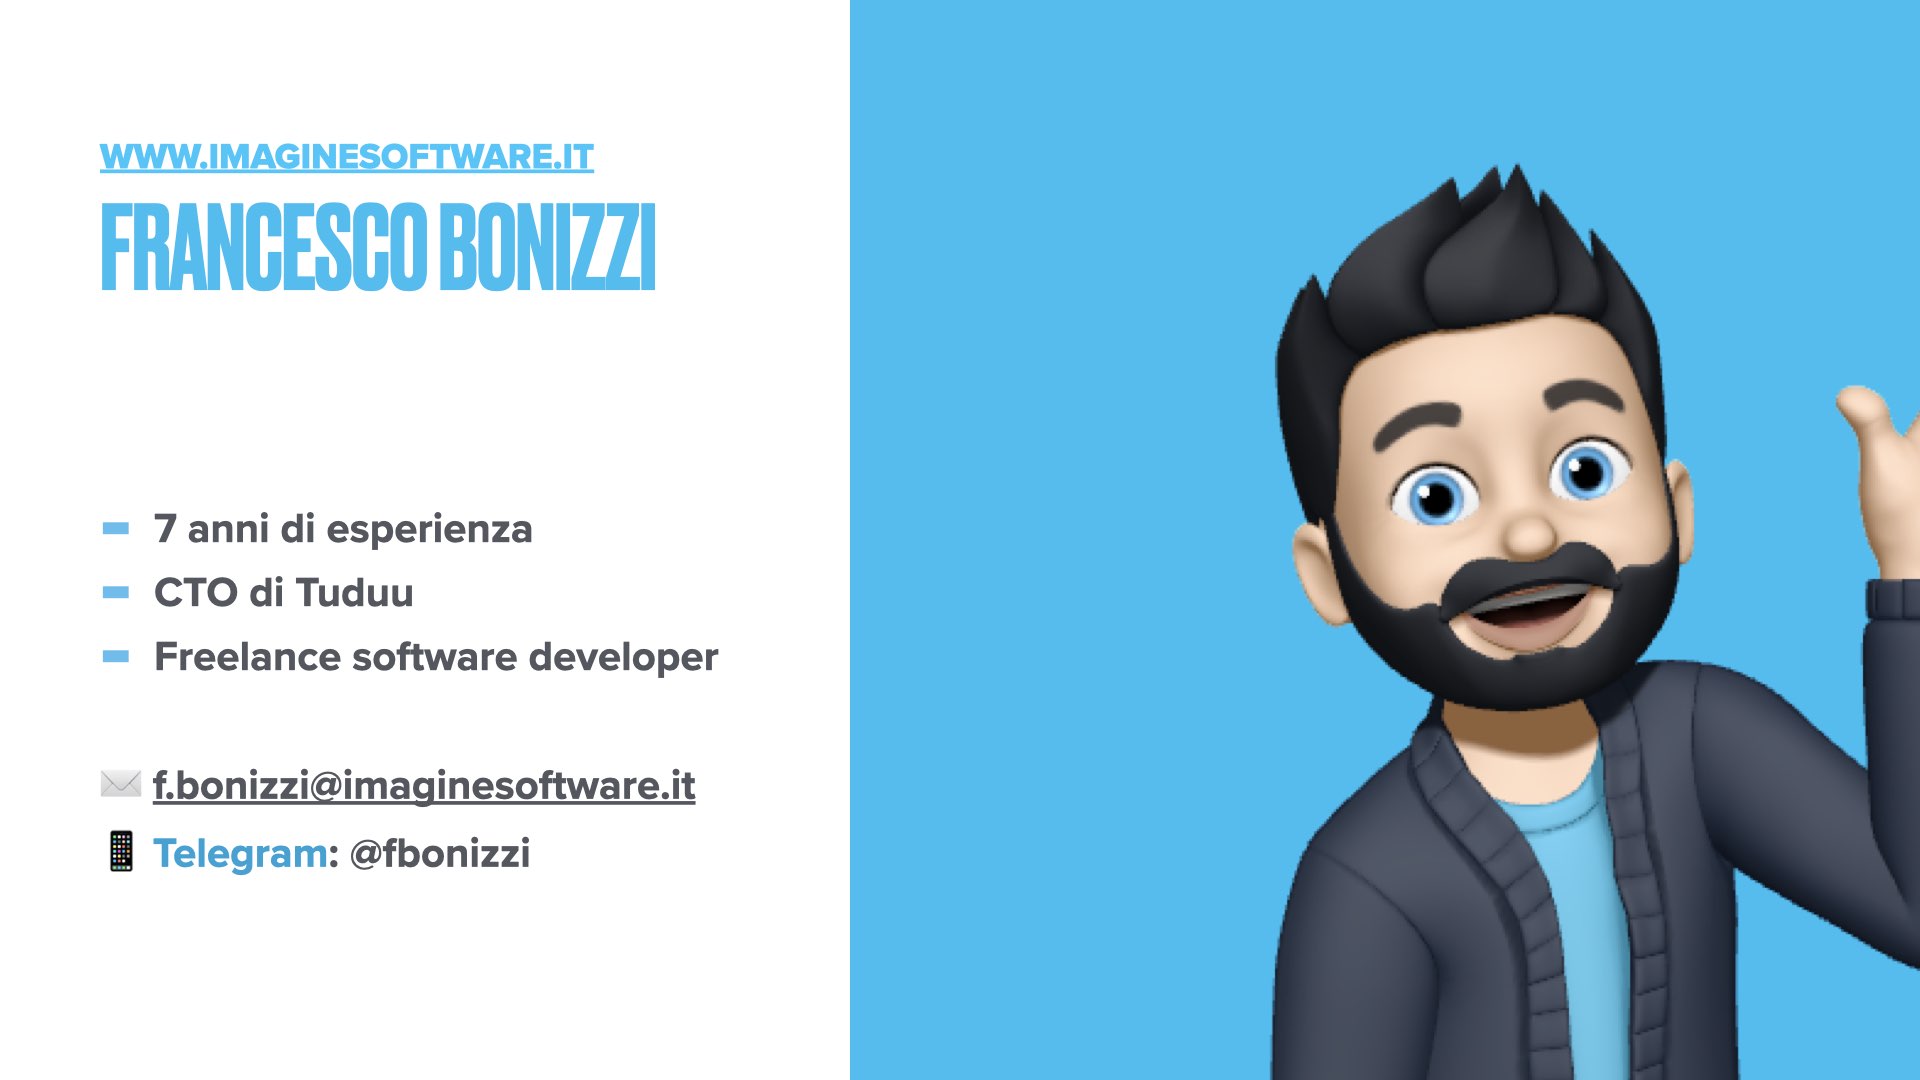 WWW.IMAGINESOFTWARE.IT
FRANCESCO BONIZZI
- 7 anni di esperienza
- CTO di Tuduu
- Freelance software developer
✉️ f.bonizzi@imaginesoftware.it
📱 Telegram: @fbonizzi